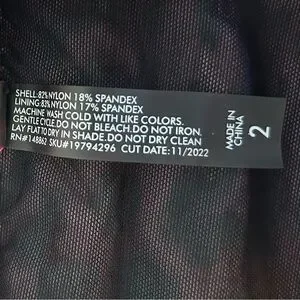 SHELL:82% NYLON 18% SPANDEX
LINING:83% NYLON 17% SPANDEX
MACHINE WASH COLD WITH LIKE COLORS.
GENTLE CYCLE.DO NOT BLEACH.DO NOT IRON.
LAY FLAT TO DRY IN SHADE.DO NOT DRY CLEAN
RN#148862 SKU#19794296 CUT DATE:11/2022
MADE IN
CHINA
2